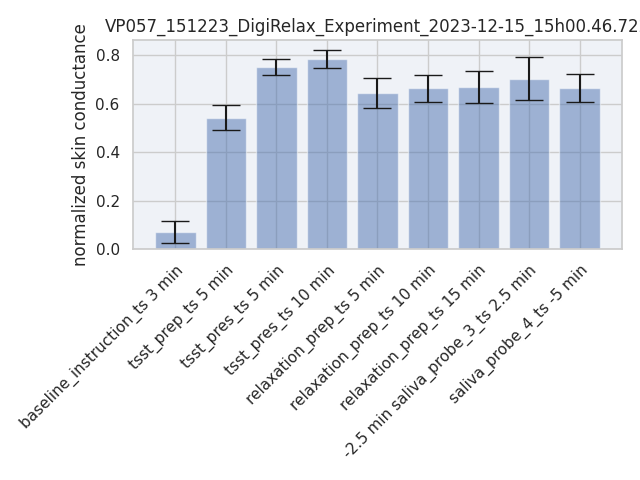 VP057_151223_DigiRelax_Experiment_2023-12-15_15h00.46.72
normalized skin conductance
0.8
0.6
0.4
0.2
0.0
baseline_instruction_ts 3 min
tsst_prep_ts 5 min
tsst_pres_ts 5 min
tsst_pres_ts 10 min
relaxation_prep_ts 5 min
relaxation_prep_ts 10 min
relaxation_prep_ts 15 min
-2.5 min saliva_probe_3_ts 2.5 min
saliva_probe_4_ts -5 min